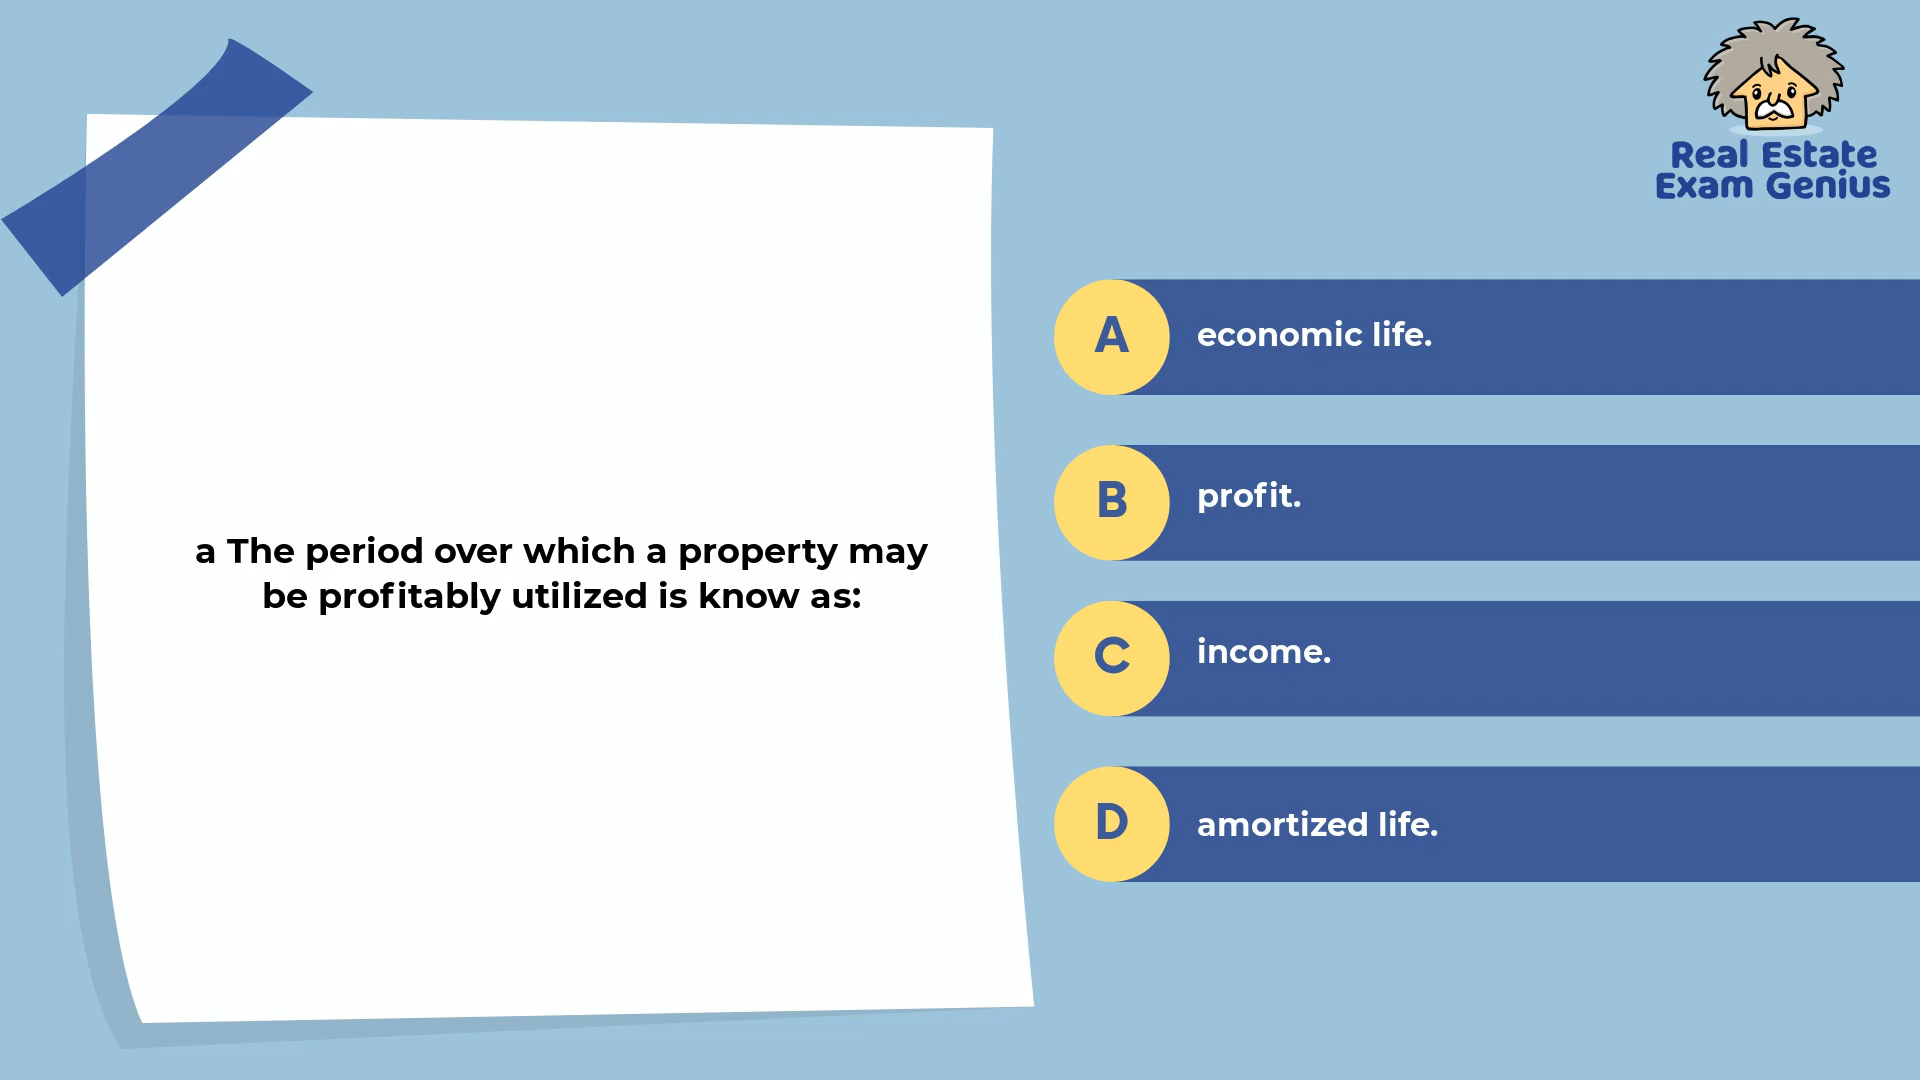 Real Estate
Exam Genius
a The period over which a property may
be profitably utilized is know as:
A economic life.
B profit.
C income.
D amortized life.